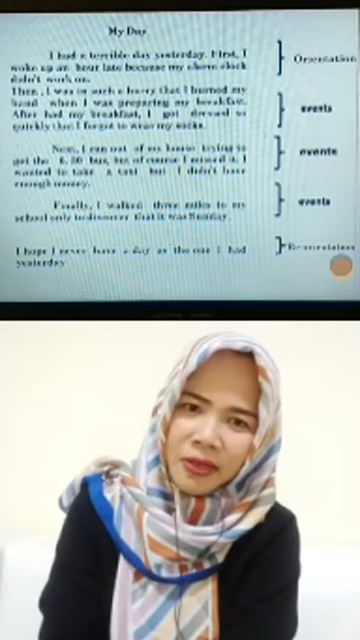 My Day
I had a terrible day yesterday. First, I
woke up an hour late because my alarm clock
didn't work on.
Orientation
Then, I was in such a hurry that I burned my
hand when I was preparing my breakfast.
After had my breakfast, I got dressed so
quickly that I forgot to wear my socks.
events
Next, I ran out of my house trying to
get the 6.30 bus, but of course I missed it. I
wanted to take a taxi but I didn't have
enough money.
events
Finally, I walked three miles to my
school only to discover that it was Sunday.
events
I hope I never have a day as the one I had
yesterday